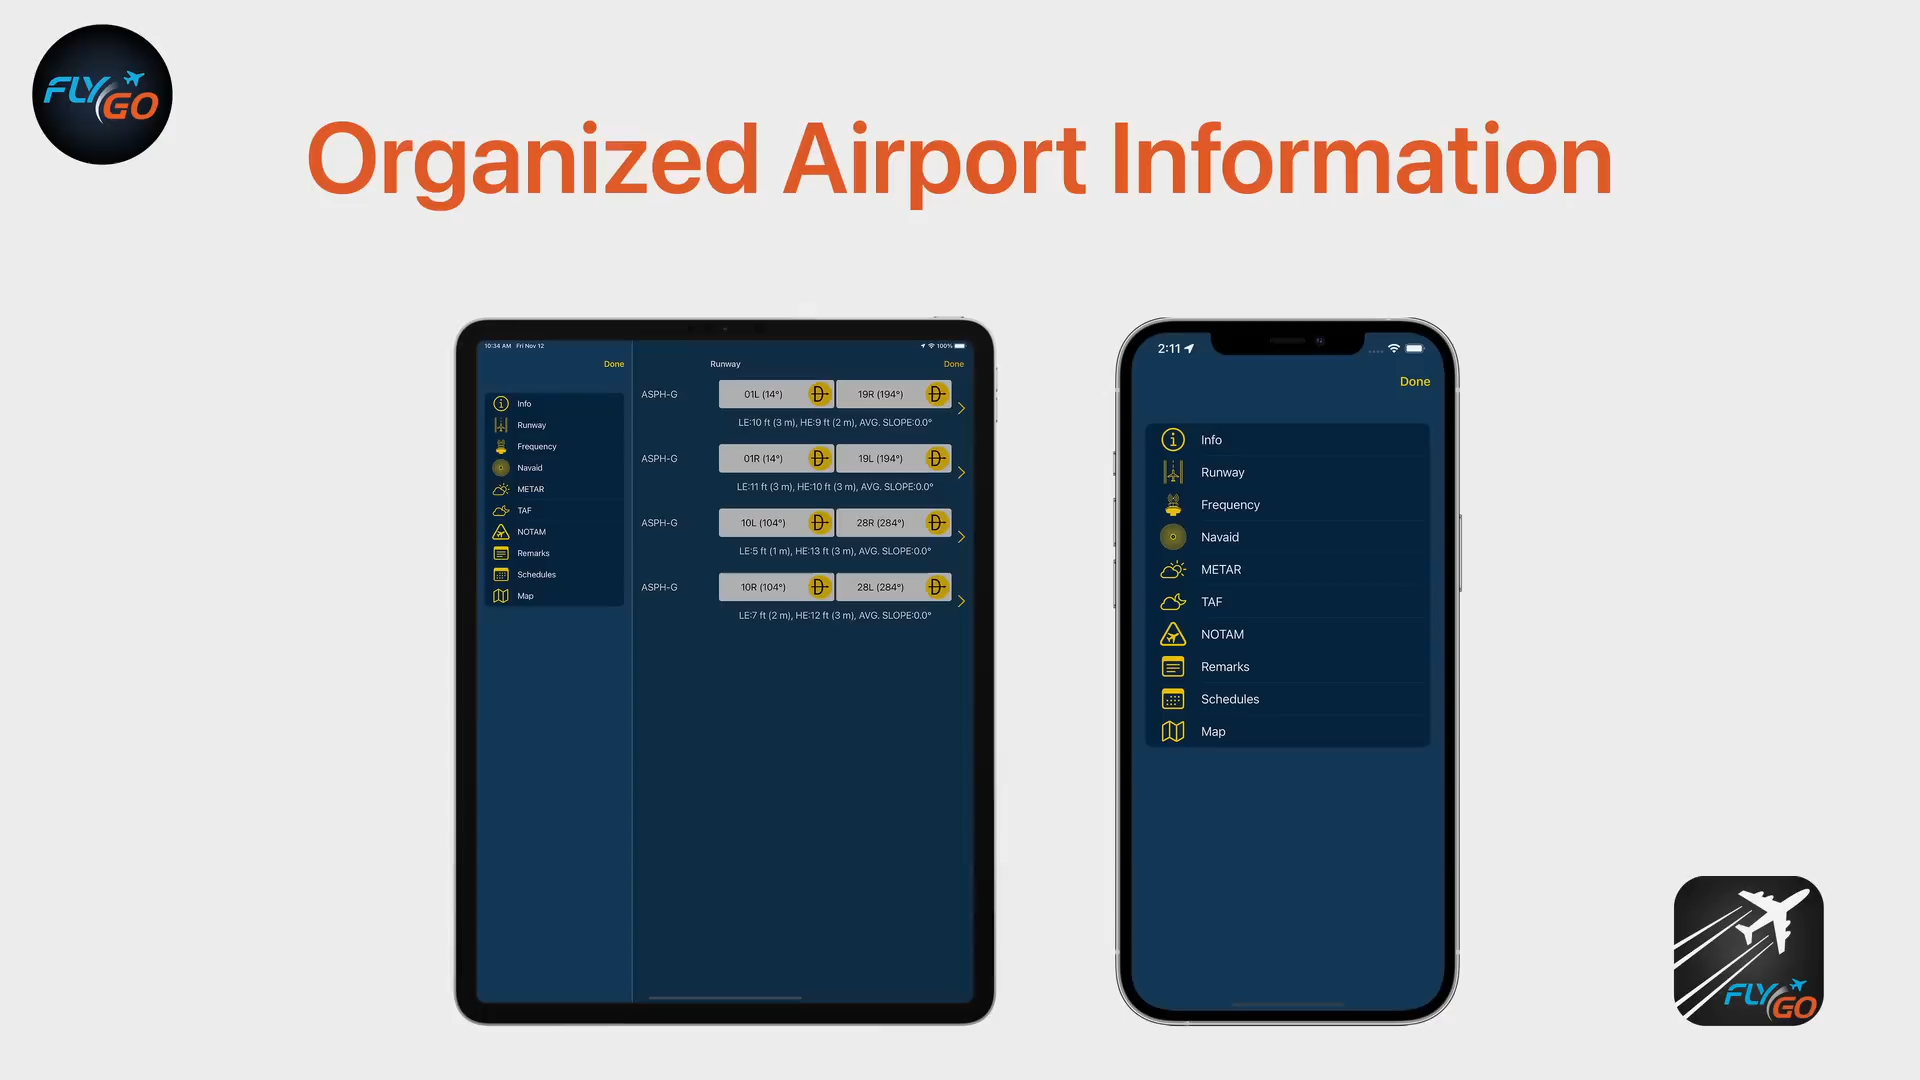 FLYGO
Organized Airport Information
10:34 AM Fri Nov 12
100%
Done
Info
Runway
Frequency
Navaid
METAR
TAF
NOTAM
Remarks
Schedules
Map
Runway
Done
ASPH-G 01L (14°) D 19R (194°) D
LE:10 ft (3 m), HE:9 ft (2 m), AVG. SLOPE:0.0°
ASPH-G 01R (14°) D 19L (194°) D
LE:11 ft (3 m), HE:10 ft (3 m), AVG. SLOPE:0.0°
ASPH-G 10L (104°) D 28R (284°) D
LE:5 ft (1 m), HE:13 ft (3 m), AVG. SLOPE:0.0°
ASPH-G 10R (104°) D 28L (284°) D
LE:7 ft (2 m), HE:12 ft (3 m), AVG. SLOPE:0.0°
2:11
Done
Info
Runway
Frequency
Navaid
METAR
TAF
NOTAM
Remarks
Schedules
Map
FLYGO